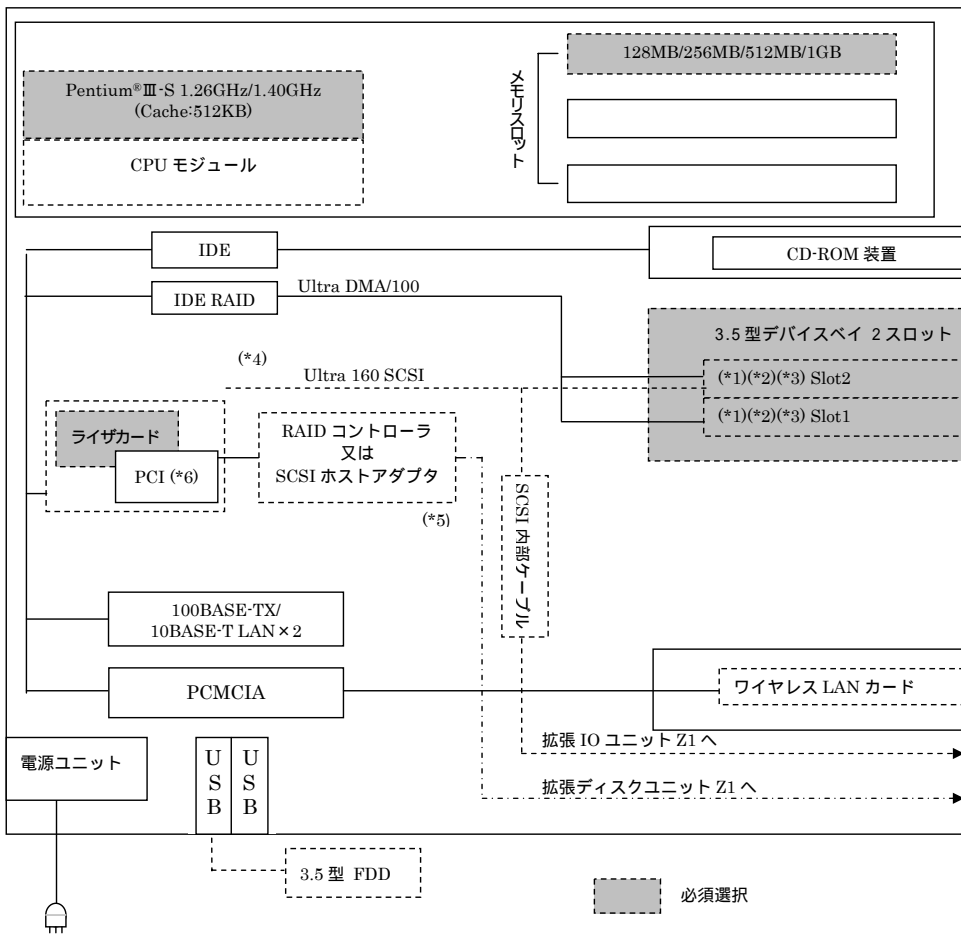 128MB/256MB/512MB/1GB
Pentium®Ⅲ-S 1.26GHz/1.40GHz
(Cache:512KB)
CPU モジュール
メモリスロット
IDE
CD-ROM 装置
IDE RAID
Ultra DMA/100
3.5 型デバイスベイ 2 スロット
(*4)
Ultra 160 SCSI
(*1)(*2)(*3) Slot2
(*1)(*2)(*3) Slot1
ライザカード
PCI (*6)
RAID コントローラ
又は
SCSI ホストアダプタ
(*5)
SCSI 内部ケーブル
100BASE-TX/
10BASE-T LAN×2
PCMCIA
ワイヤレス LAN カード
拡張 IO ユニット Z1 へ
電源ユニット
USB
USB
拡張ディスクユニット Z1 へ
3.5 型 FDD
必須選択